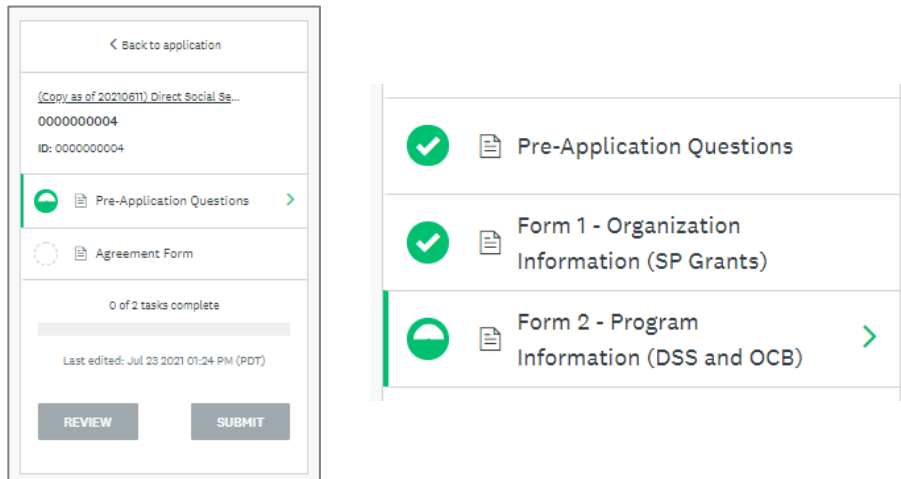 Back to application
(Copy as of 20210611) Direct Social Se...
0000000004
ID: 0000000004
Pre-Application Questions
Agreement Form
0 of 2 tasks complete
Last edited: Jul 23 2021 01:24 PM (PDT)
REVIEW
SUBMIT
Pre-Application Questions
Form 1 - Organization
Information (SP Grants)
Form 2 - Program
Information (DSS and OCB)